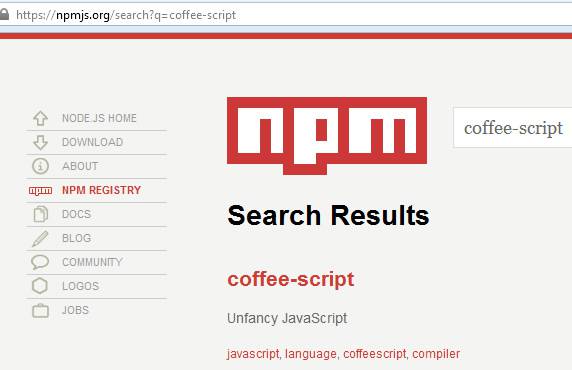 https://npmjs.org/search?q=coffee-script
NODE.JS HOME
DOWNLOAD
ABOUT
npm NPM REGISTRY
DOCS
BLOG
COMMUNITY
LOGOS
JOBS
npm
coffee-script
Search Results
coffee-script
Unfancy JavaScript
javascript, language, coffeescript, compiler